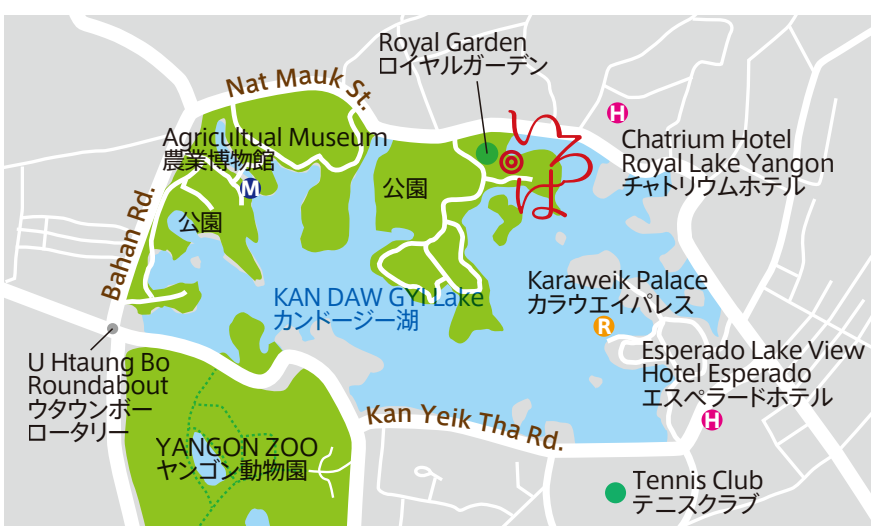 Royal Garden
ロイヤルガーデン
Nat Mauk St.
いろは
H
Chatrium Hotel
Royal Lake Yangon
チャトリウムホテル
Agricultual Museum
農業博物館
M
公園
公園
Bahan Rd.
KAN DAW GYI Lake
カンドージー湖
Karaweik Palace
カラウエイパレス
R
U Htaung Bo
Roundabout
ウタウンボー
ロータリー
Esperado Lake View
Hotel Esperado
エスペラードホテル
H
Kan Yeik Tha Rd.
YANGON ZOO
ヤンゴン動物園
Tennis Club
テニスクラブ